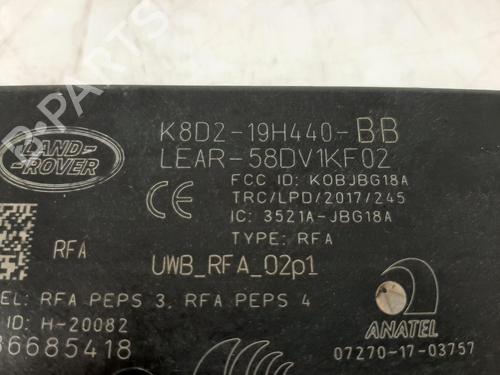 B-PARTS
K8D2-19H440-BB
LAND-
ROVER
LEAR-58DV1KF02
FCC ID: KOBJBG18A
TRC/LPD/2017/245
IC: 3521A-JBG18A
TYPE: RFA
RFA
UWB_RFA_02p1
EL: RFA PEPS 3, RFA PEPS 4
ID: H-20082
86685418
ANATEL
07270-17-03757